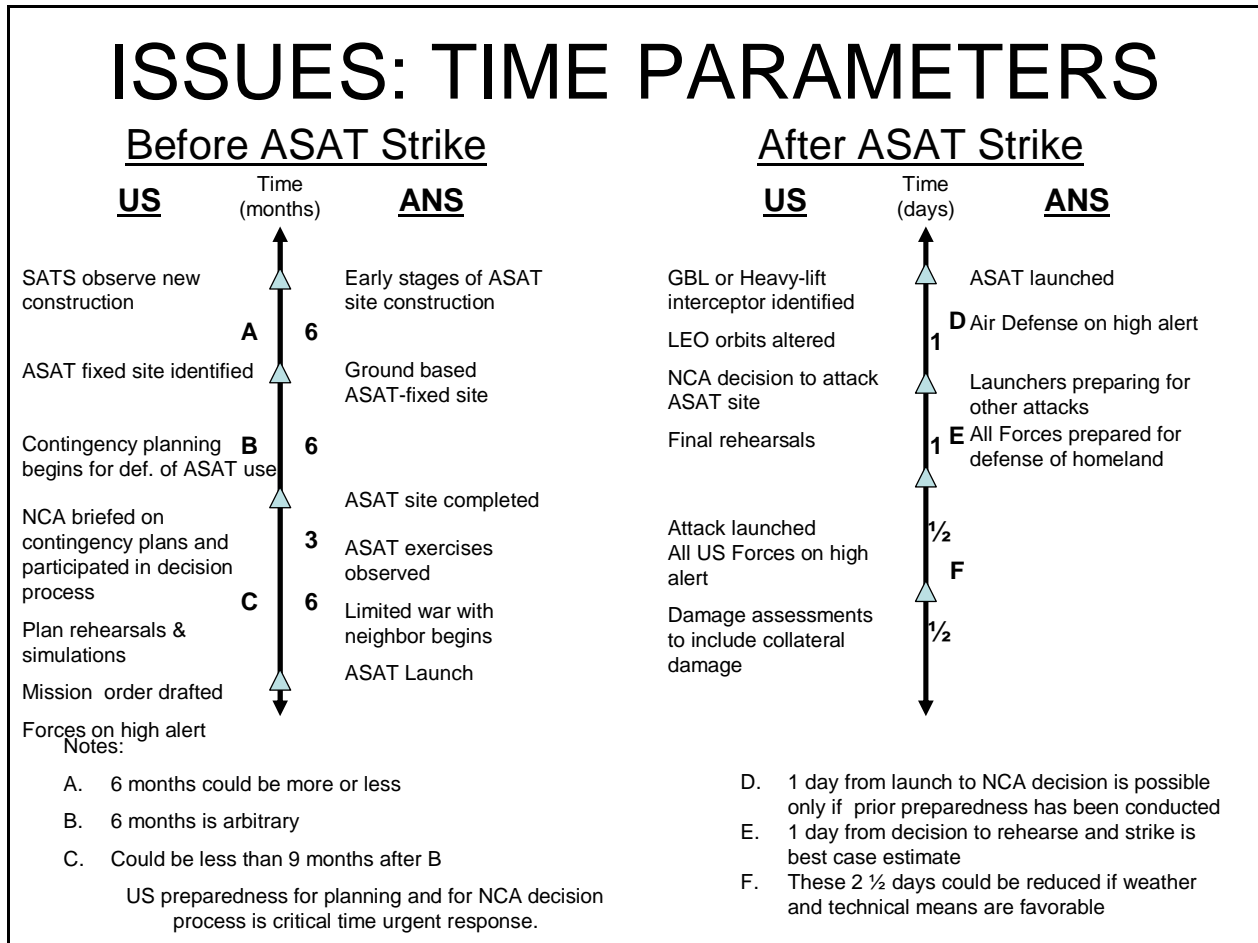 ISSUES: TIME PARAMETERS
Before ASAT Strike
US
Time
(months)
ANS
SATS observe new
construction
Early stages of ASAT
site construction
A
6
ASAT fixed site identified
Ground based
ASAT-fixed site
Contingency planning
begins for def. of ASAT use
B
6
ASAT site completed
NCA briefed on
contingency plans and
participated in decision
process
3
ASAT exercises
observed
C
6
Limited war with
neighbor begins
Plan rehearsals &
simulations
ASAT Launch
Mission order drafted
Forces on high alert
Notes:
A. 6 months could be more or less
B. 6 months is arbitrary
C. Could be less than 9 months after B
US preparedness for planning and for NCA decision
process is critical time urgent response.
After ASAT Strike
US
Time
(days)
ANS
GBL or Heavy-lift
interceptor identified
ASAT launched
LEO orbits altered
1
D
Air Defense on high alert
NCA decision to attack
ASAT site
Launchers preparing for
other attacks
Final rehearsals
1
E
All Forces prepared for
defense of homeland
Attack launched
All US Forces on high
alert
½
F
Damage assessments
to include collateral
damage
½
D. 1 day from launch to NCA decision is possible
only if prior preparedness has been conducted
E. 1 day from decision to rehearse and strike is
best case estimate
F. These 2 ½ days could be reduced if weather
and technical means are favorable